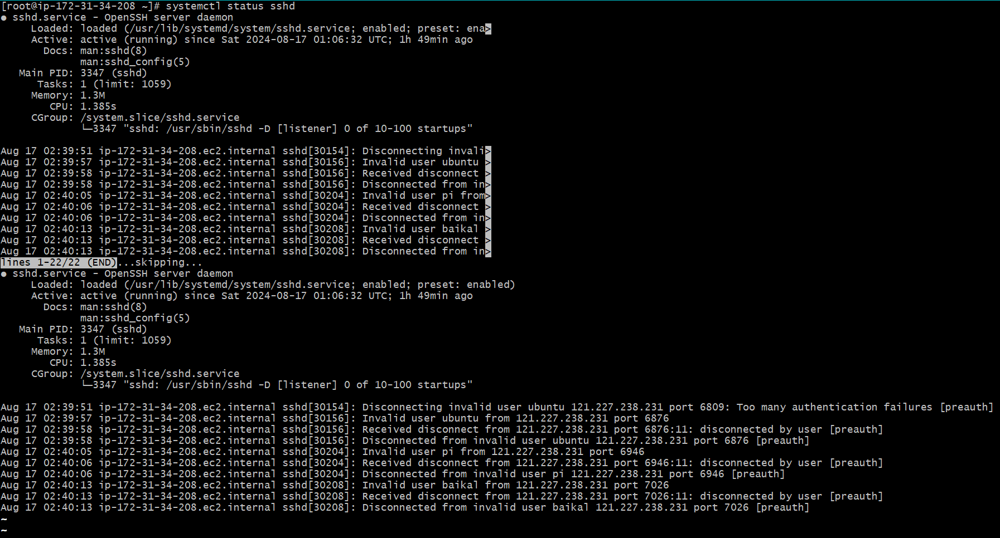 [root@ip-172-31-34-208 ~]# systemctl status sshd
● sshd.service - OpenSSH server daemon
     Loaded: loaded (/usr/lib/systemd/system/sshd.service; enabled; preset: ena>
     Active: active (running) since Sat 2024-08-17 01:06:32 UTC; 1h 49min ago
       Docs: man:sshd(8)
             man:sshd_config(5)
   Main PID: 3347 (sshd)
      Tasks: 1 (limit: 1059)
     Memory: 1.3M
        CPU: 1.385s
     CGroup: /system.slice/sshd.service
             └─3347 "sshd: /usr/sbin/sshd -D [listener] 0 of 10-100 startups"

Aug 17 02:39:51 ip-172-31-34-208.ec2.internal sshd[30154]: Disconnecting invali>
Aug 17 02:39:57 ip-172-31-34-208.ec2.internal sshd[30156]: Invalid user ubuntu >
Aug 17 02:39:58 ip-172-31-34-208.ec2.internal sshd[30156]: Received disconnect >
Aug 17 02:39:58 ip-172-31-34-208.ec2.internal sshd[30156]: Disconnected from in>
Aug 17 02:40:05 ip-172-31-34-208.ec2.internal sshd[30204]: Invalid user pi from>
Aug 17 02:40:06 ip-172-31-34-208.ec2.internal sshd[30204]: Received disconnect >
Aug 17 02:40:06 ip-172-31-34-208.ec2.internal sshd[30204]: Disconnected from in>
Aug 17 02:40:13 ip-172-31-34-208.ec2.internal sshd[30208]: Invalid user baikal >
Aug 17 02:40:13 ip-172-31-34-208.ec2.internal sshd[30208]: Received disconnect >
Aug 17 02:40:13 ip-172-31-34-208.ec2.internal sshd[30208]: Disconnected from in>
lines 1-22/22 (END)...skipping...
● sshd.service - OpenSSH server daemon
     Loaded: loaded (/usr/lib/systemd/system/sshd.service; enabled; preset: enabled)
     Active: active (running) since Sat 2024-08-17 01:06:32 UTC; 1h 49min ago
       Docs: man:sshd(8)
             man:sshd_config(5)
   Main PID: 3347 (sshd)
      Tasks: 1 (limit: 1059)
     Memory: 1.3M
        CPU: 1.385s
     CGroup: /system.slice/sshd.service
             └─3347 "sshd: /usr/sbin/sshd -D [listener] 0 of 10-100 startups"

Aug 17 02:39:51 ip-172-31-34-208.ec2.internal sshd[30154]: Disconnecting invalid user ubuntu 121.227.238.231 port 6809: Too many authentication failures [preauth]
Aug 17 02:39:57 ip-172-31-34-208.ec2.internal sshd[30156]: Invalid user ubuntu from 121.227.238.231 port 6876
Aug 17 02:39:58 ip-172-31-34-208.ec2.internal sshd[30156]: Received disconnect from 121.227.238.231 port 6876:11: disconnected by user [preauth]
Aug 17 02:39:58 ip-172-31-34-208.ec2.internal sshd[30156]: Disconnected from invalid user ubuntu 121.227.238.231 port 6876 [preauth]
Aug 17 02:40:05 ip-172-31-34-208.ec2.internal sshd[30204]: Invalid user pi from 121.227.238.231 port 6946
Aug 17 02:40:06 ip-172-31-34-208.ec2.internal sshd[30204]: Received disconnect from 121.227.238.231 port 6946:11: disconnected by user [preauth]
Aug 17 02:40:06 ip-172-31-34-208.ec2.internal sshd[30204]: Disconnected from invalid user pi 121.227.238.231 port 6946 [preauth]
Aug 17 02:40:13 ip-172-31-34-208.ec2.internal sshd[30208]: Invalid user baikal from 121.227.238.231 port 7026
Aug 17 02:40:13 ip-172-31-34-208.ec2.internal sshd[30208]: Received disconnect from 121.227.238.231 port 7026:11: disconnected by user [preauth]
Aug 17 02:40:13 ip-172-31-34-208.ec2.internal sshd[30208]: Disconnected from invalid user baikal 121.227.238.231 port 7026 [preauth]
~
~